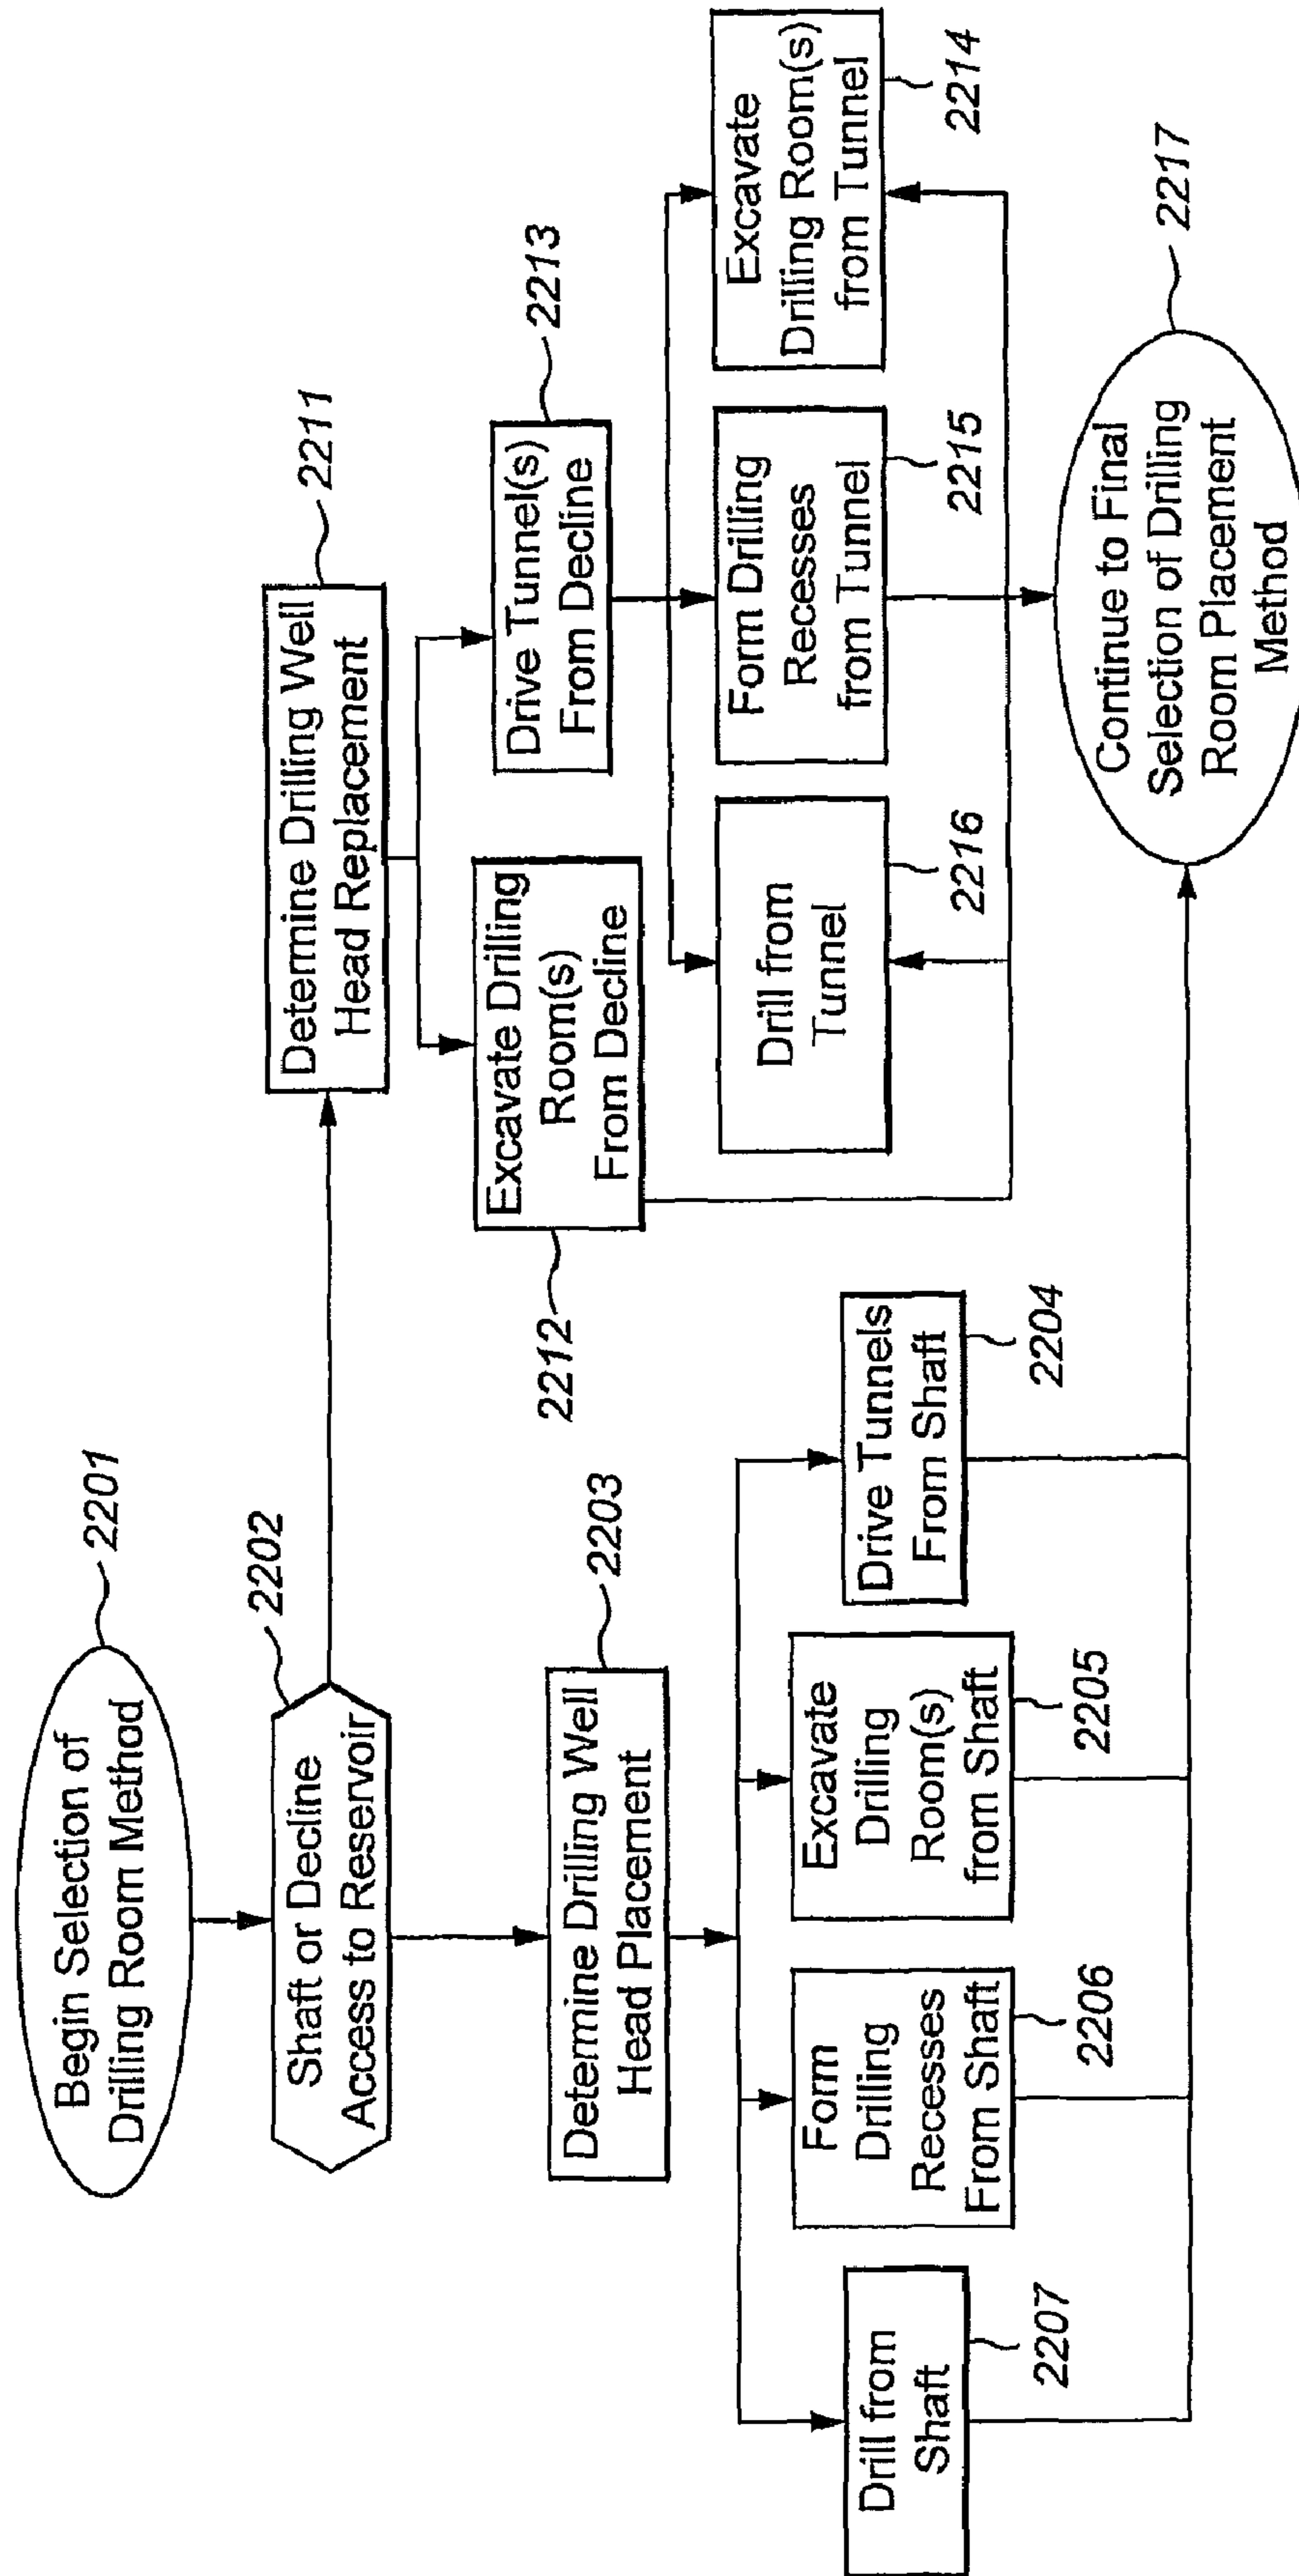 Begin Selection of
Drilling Room Method
2201
Shaft or Decline
Access to Reservoir
2202
Determine Drilling Well
Head Replacement
2211
Excavate Drilling
Room(s)
From Decline
2212
Drive Tunnel(s)
From Decline
2213
Drill from
Tunnel
2216
Form Drilling
Recesses
from Tunnel
2215
Excavate
Drilling Room(s)
from Tunnel
2214
Determine Drilling Well
Head Placement
2203
Drill from
Shaft
2207
Form
Drilling
Recesses
From Shaft
2206
Excavate
Drilling
Room(s)
from Shaft
2205
Drive Tunnels
From Shaft
2204
Continue to Final
Selection of Drilling
Room Placement
Method
2217